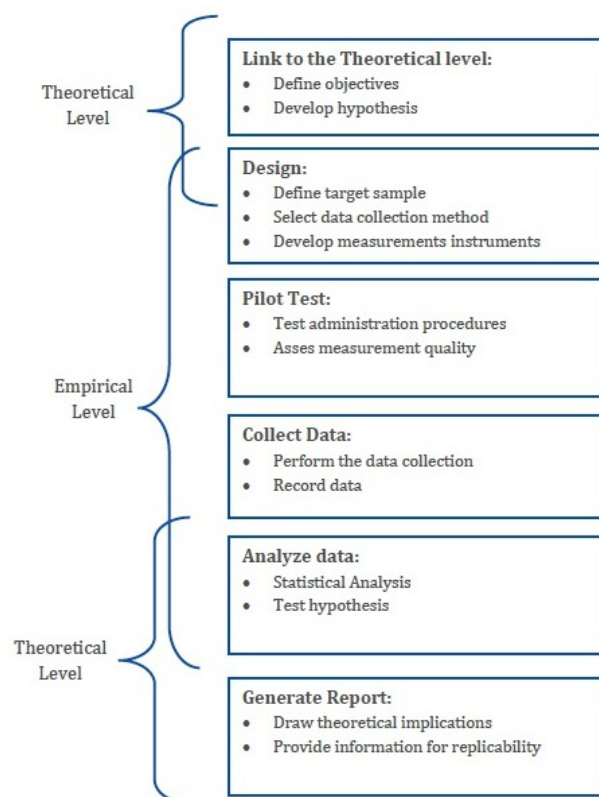 Theoretical
Level
Link to the Theoretical level:
• Define objectives
• Develop hypothesis
Design:
• Define target sample
• Select data collection method
• Develop measurements instruments
Pilot Test:
• Test administration procedures
• Asses measurement quality
Empirical
Level
Collect Data:
• Perform the data collection
• Record data
Analyze data:
• Statistical Analysis
• Test hypothesis
Theoretical
Level
Generate Report:
• Draw theoretical implications
• Provide information for replicability